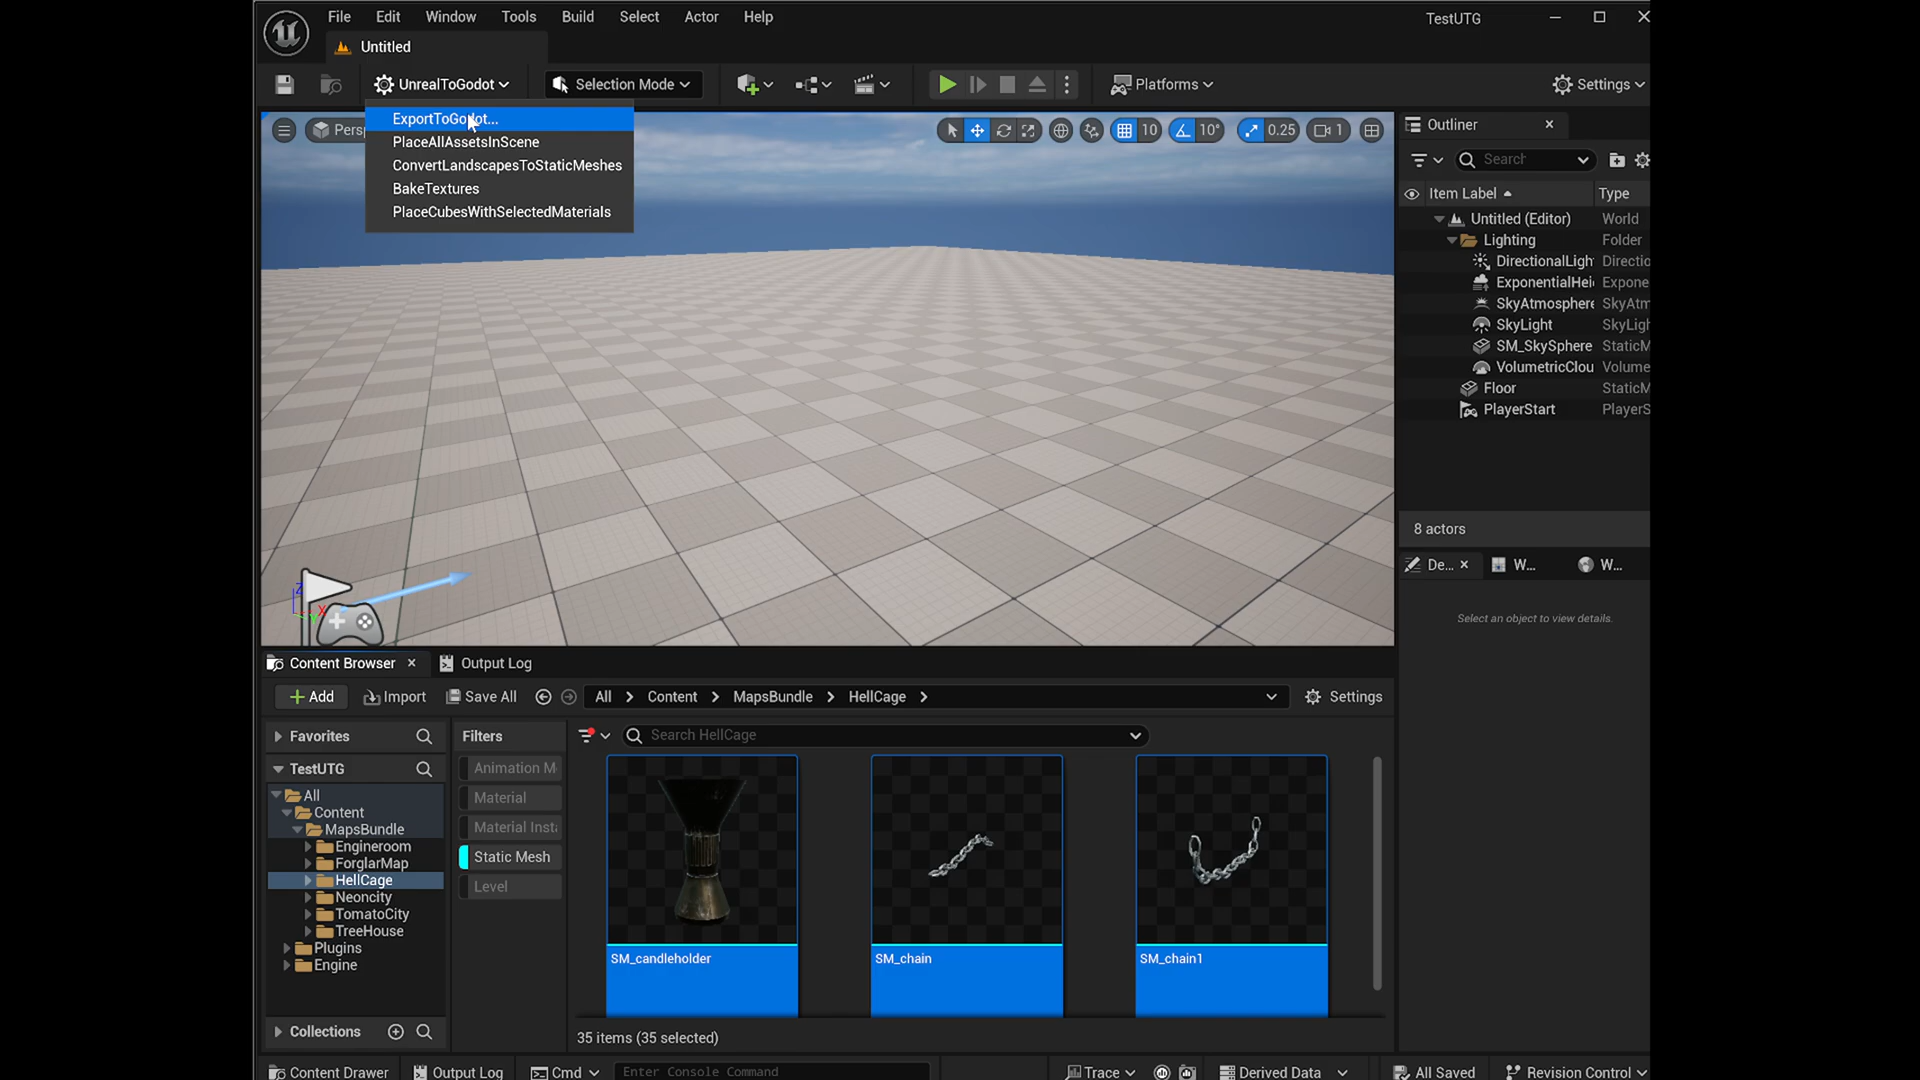 File Edit Window Tools Build Select Actor Help
TestUTG
Untitled
UnrealToGodot
Selection Mode
Platforms
Settings
ExportToGodot...
PlaceAllAssetsInScene
ConvertLandscapesToStaticMeshes
BakeTextures
PlaceCubesWithSelectedMaterials
Persp
10
10°
0.25
1
Outliner
Search
Item Label
Type
Untitled (Editor) World
Lighting Folder
DirectionalLigh Directio
ExponentialHei Expone
SkyAtmosphere SkyAtm
SkyLight SkyLigh
SM_SkySphere StaticM
VolumetricClou Volume
Floor StaticM
PlayerStart PlayerS
8 actors
De... W... W...
Select an object to view details.
Z
X
Content Browser
Output Log
Add Import Save All All Content MapsBundle HellCage Settings
Favorites
Filters
Search HellCage
TestUTG
All
Content
MapsBundle
Engineroom
ForglarMap
HellCage
Neoncity
TomatoCity
TreeHouse
Plugins
Engine
Collections
Animation M
Material
Material Insta
Static Mesh
Level
SM_candleholder
SM_chain
SM_chain1
35 items (35 selected)
Content Drawer Output Log Cmd Enter Console Command Trace Derived Data All Saved Revision Control